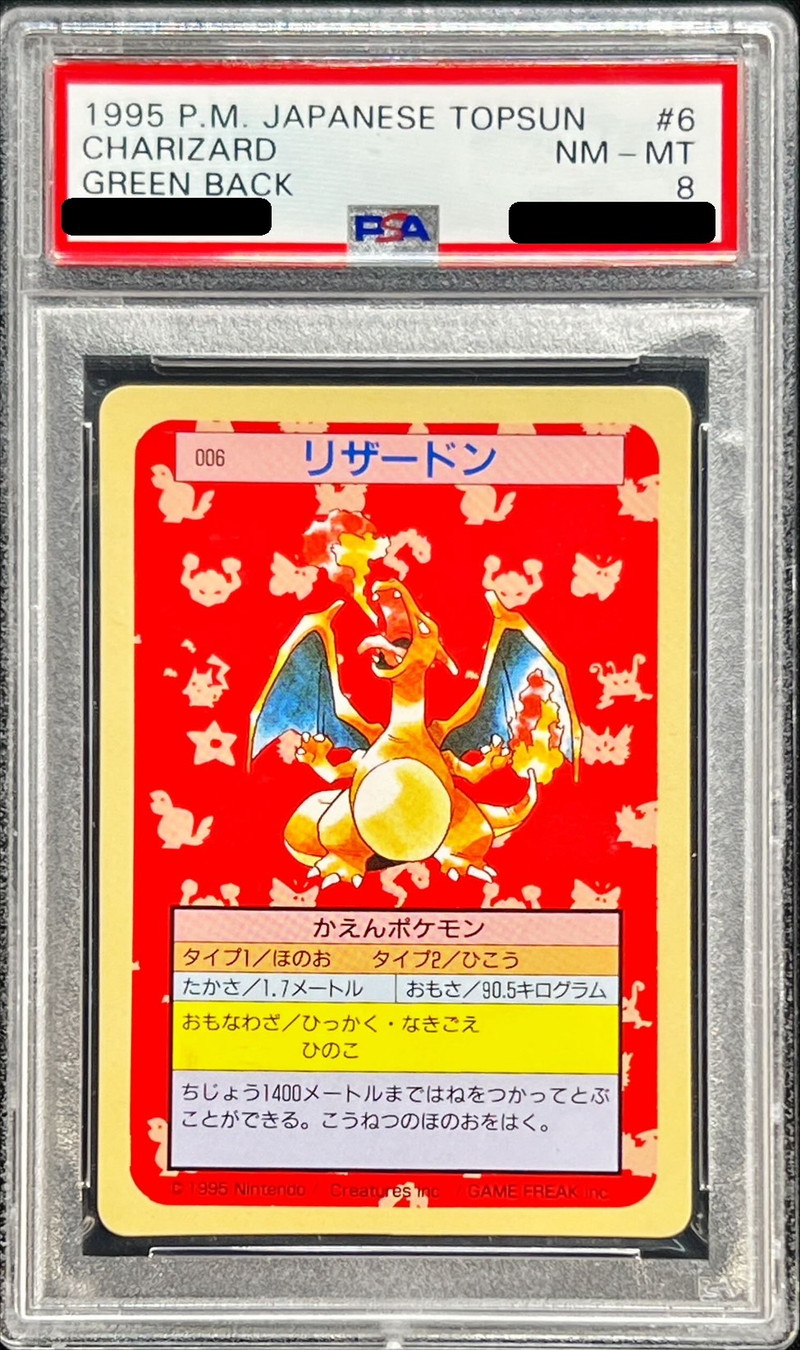 1995 P.M. JAPANESE TOPSUN #6
CHARIZARD NM - MT
GREEN BACK 8
PSA
006 リザードン
かえんポケモン
タイプ1/ほのお タイプ2/ひこう
たかさ/1.7メートル おもさ/90.5キログラム
おもなわざ/ひっかく・なきごえ
ひのこ
ちじょう1400メートルまではねをつかってとぶ
ことができる。こうねつのほのおをはく。
© 1995 Nintendo / Creatures inc. / GAME FREAK inc.